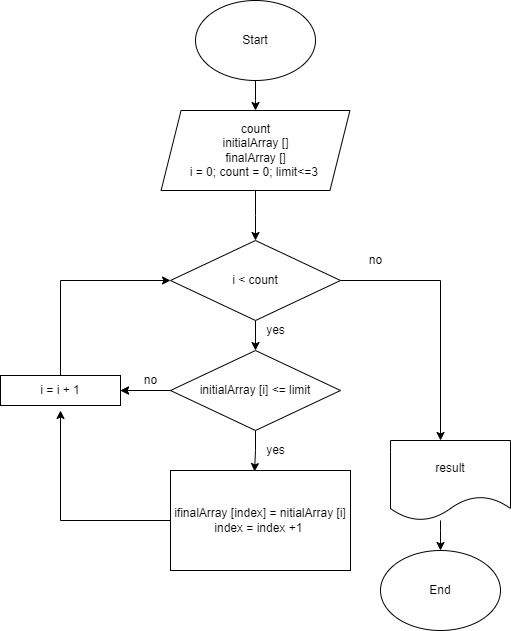 Start
count
initialArray []
finalArray []
i = 0; count = 0; limit<=3
i < count
no
yes
initialArray [i] <= limit
no
i = i + 1
yes
ifinalArray [index] = nitialArray [i]
index = index +1
result
End